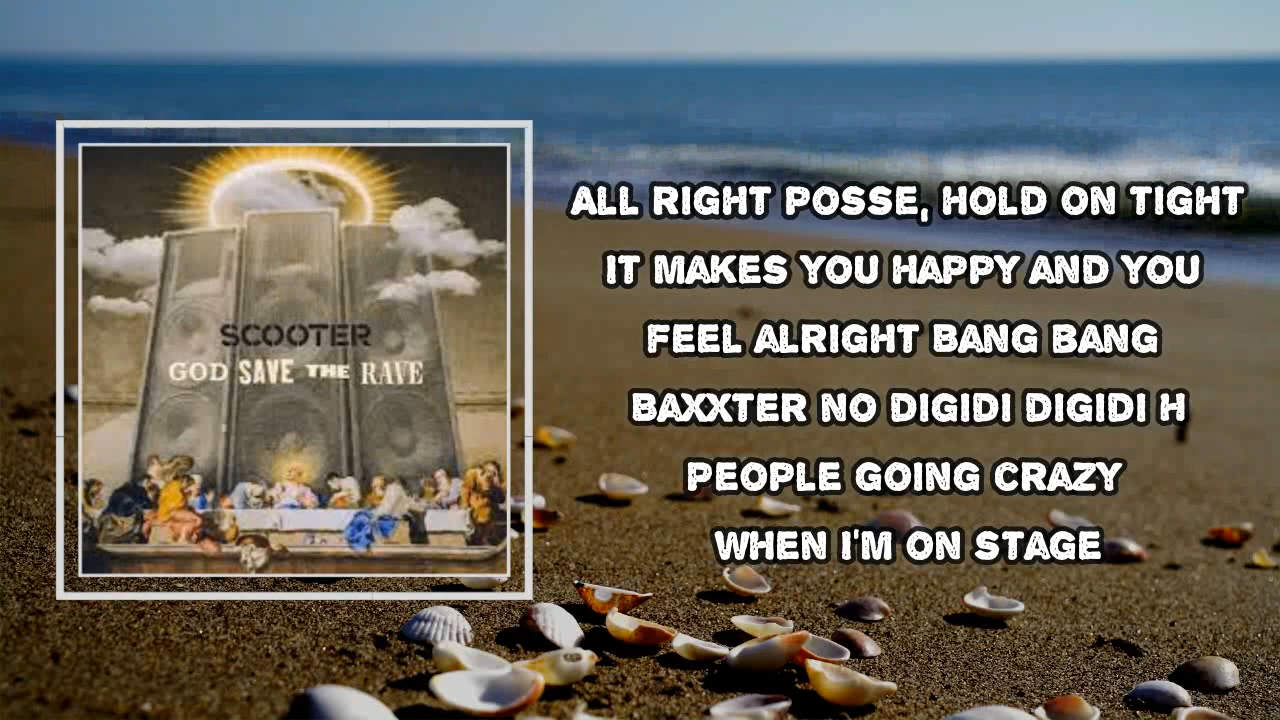 SCOOTER
GOD SAVE THE RAVE
ALL RIGHT POSSE, HOLD ON TIGHT
IT MAKES YOU HAPPY AND YOU
FEEL ALRIGHT BANG BANG
BAXXTER NO DIGIDI DIGIDI H
PEOPLE GOING CRAZY
WHEN I'M ON STAGE